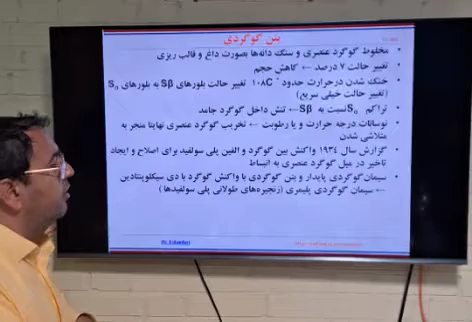 بتن گوگردی
مخلوط گوگرد عنصری و سنگ دانه‌ها بصورت داغ و قالب ریزی
تغییر حالت ۷ درصد ← کاهش حجم
خنک شدن در حرارت حدود ۱۰۸C° تغییر حالت بلورهای Sβ به بلورهای Sα
(تغییر حالت خیلی سریع)
تراکم Sα نسبت به Sβ ← تنش داخل گوگرد جامد
نوسانات درجه حرارت و یا رطوبت ← تخریب گوگرد عنصری نهایتا منجر به
متلاشی شدن
گزارش سال ۱۹۳٤ واکنش بین گوگرد و الفین پلی سولفید برای اصلاح و ایجاد
تاخیر در میل گوگرد عنصری به انبساط
سیمان گوگردی پایدار و بتن گوگردی با واکنش گوگرد با دی سیکلوپنتادین
← سیمان گوگردی پلیمری (زنجیره‌های طولانی پلی سولفیدها)